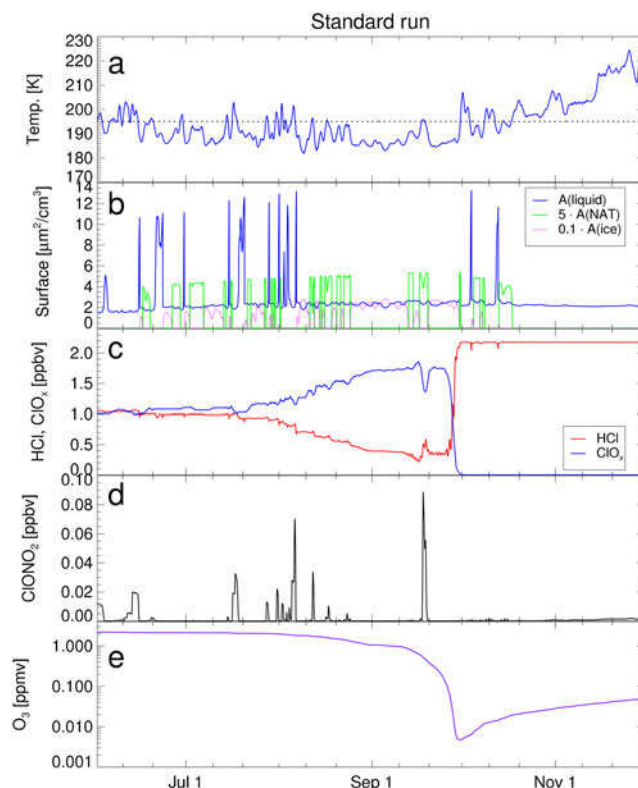 Standard run
a
Temp. [K]
230
220
210
200
190
180
170
b
Surface [µm²/cm³]
14
12
10
8
6
4
2
0
A(liquid)
5 · A(NAT)
0.1 · A(ice)
c
HCl, ClOₓ [ppbv]
2.0
1.5
1.0
0.5
0.0
HCl
ClOₓ
d
ClONO₂ [ppbv]
0.10
0.08
0.06
0.04
0.02
0.00
e
O₃ [ppmv]
1.000
0.100
0.010
0.001
Jul 1
Sep 1
Nov 1